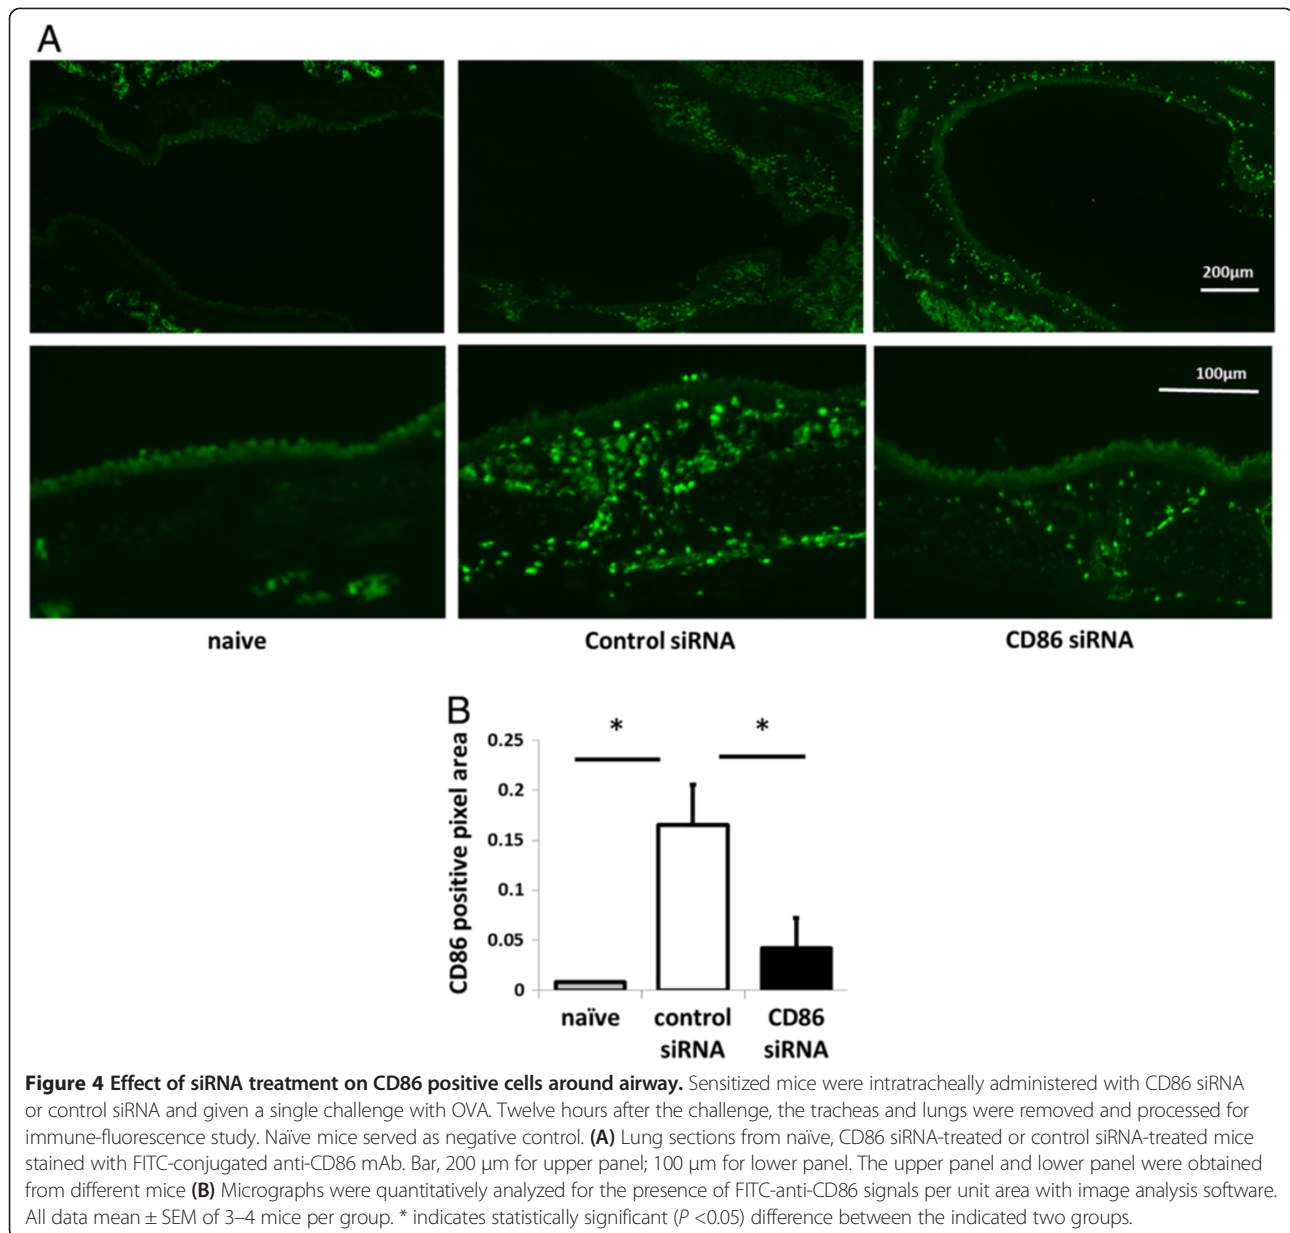 A
200µm
100µm
naive
Control siRNA
CD86 siRNA
B
CD86 positive pixel area
*
*
0.25
0.2
0.15
0.1
0.05
0
naïve
control
siRNA
CD86
siRNA
Figure 4 Effect of siRNA treatment on CD86 positive cells around airway. Sensitized mice were intratracheally administered with CD86 siRNA
or control siRNA and given a single challenge with OVA. Twelve hours after the challenge, the tracheas and lungs were removed and processed for
immune-fluorescence study. Naïve mice served as negative control. (A) Lung sections from naïve, CD86 siRNA-treated or control siRNA-treated mice
stained with FITC-conjugated anti-CD86 mAb. Bar, 200 µm for upper panel; 100 µm for lower panel. The upper panel and lower panel were obtained
from different mice (B) Micrographs were quantitatively analyzed for the presence of FITC-anti-CD86 signals per unit area with image analysis software.
All data mean ± SEM of 3–4 mice per group. * indicates statistically significant (P <0.05) difference between the indicated two groups.